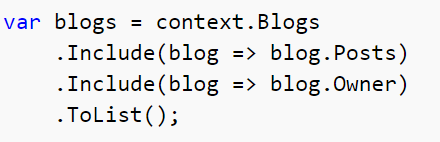 var blogs = context.Blogs
    .Include(blog => blog.Posts)
    .Include(blog => blog.Owner)
    .ToList();